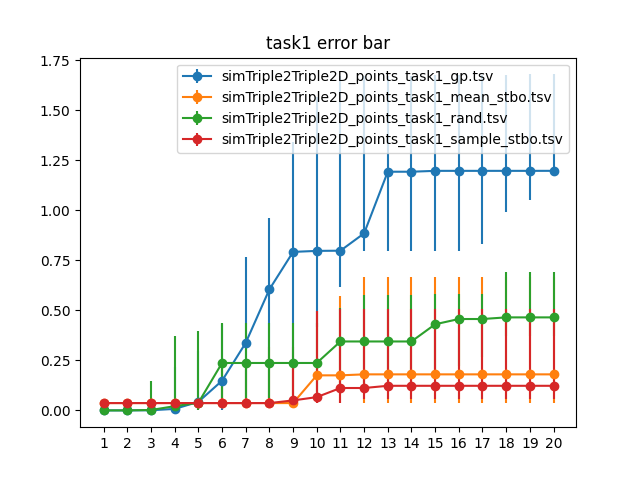 task1 error bar
simTriple2Triple2D_points_task1_gp.tsv
simTriple2Triple2D_points_task1_mean_stbo.tsv
simTriple2Triple2D_points_task1_rand.tsv
simTriple2Triple2D_points_task1_sample_stbo.tsv
1.75
1.50
1.25
1.00
0.75
0.50
0.25
0.00
1 2 3 4 5 6 7 8 9 10 11 12 13 14 15 16 17 18 19 20